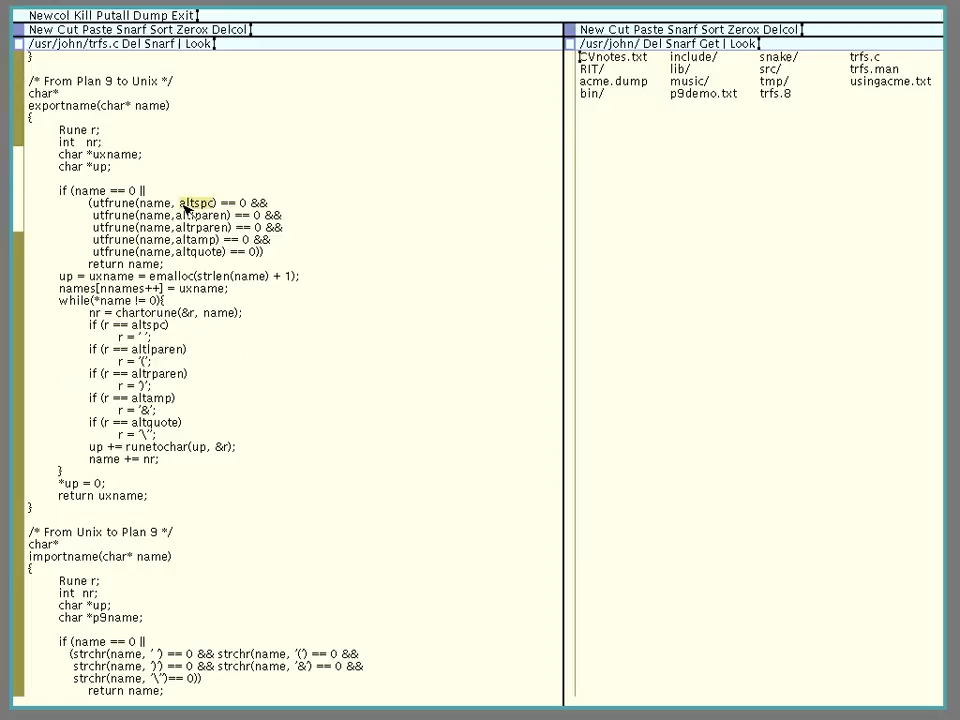 Newcol Kill Putall Dump Exit
New Cut Paste Snarf Sort Zerox Delcol
/usr/john/trfs.c Del Snarf | Look
}
/* From Plan 9 to Unix */
char*
exportname(char* name)
{
Rune r;
int nr;
char *uxname;
char *up;
if (name == 0 ||
(utfrune(name, altspc) == 0 &&
utfrune(name,altlparen) == 0 &&
utfrune(name,altrparen) == 0 &&
utfrune(name,altamp) == 0 &&
utfrune(name,altquote) == 0))
return name;
up = uxname = emalloc(strlen(name) + 1);
names[nnames++] = uxname;
while(*name != 0){
nr = chartorune(&r, name);
if (r == altspc)
r = ' ';
if (r == altlparen)
r = '(';
if (r == altrparen)
r = ')';
if (r == altamp)
r = '&';
if (r == altquote)
r = '\'';
up += runetochar(up, &r);
name += nr;
}
*up = 0;
return uxname;
}
/* From Unix to Plan 9 */
char*
importname(char* name)
{
Rune r;
int nr;
char *up;
char *p9name;
if (name == 0 ||
(strchr(name, ' ') == 0 && strchr(name, '(') == 0 &&
strchr(name, ')') == 0 && strchr(name, '&') == 0 &&
strchr(name, '\'')== 0))
return name;
New Cut Paste Snarf Sort Zerox Delcol
/usr/john/ Del Snarf Get | Look
CVnotes.txt include/ snake/ trfs.c
RIT/ lib/ src/ trfs.man
acme.dump music/ tmp/ usingacme.txt
bin/ p9demo.txt trfs.8